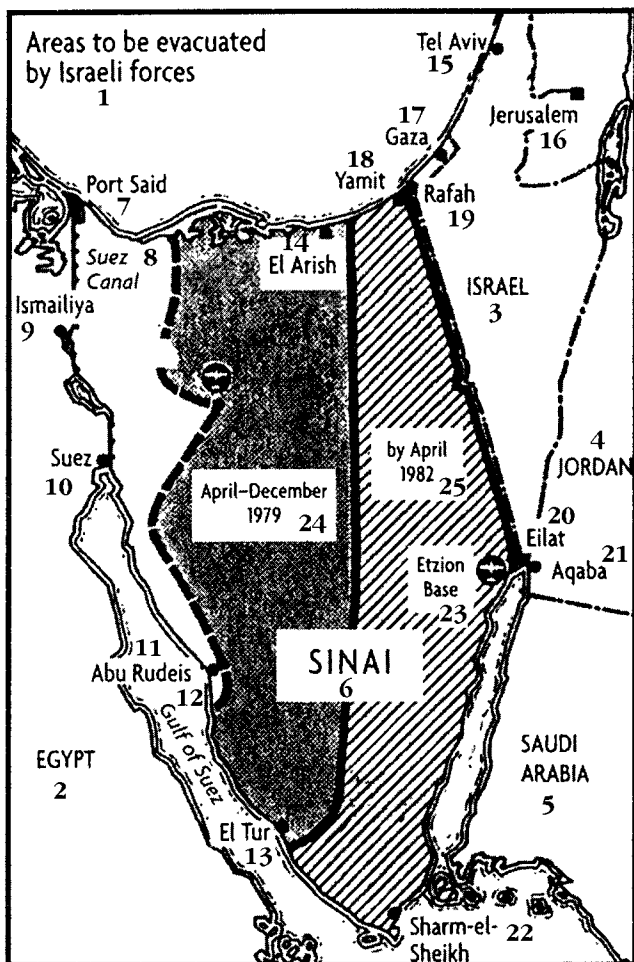 Areas to be evacuated
by Israeli forces
1
Tel Aviv
15
17
Gaza
Jerusalem
16
18
Yamit
Rafah
19
Port Said
7
Suez
Canal
8
14
El Arish
ISRAEL
3
Ismailiya
9
4
JORDAN
by April
1982 25
Suez
10
April–December
1979 24
20
Eilat
21
Aqaba
Etzion
Base
23
11
Abu Rudeis
12
SINAI
6
Gulf of Suez
EGYPT
2
SAUDI
ARABIA
5
El Tur
13
Sharm-el-
Sheikh
22